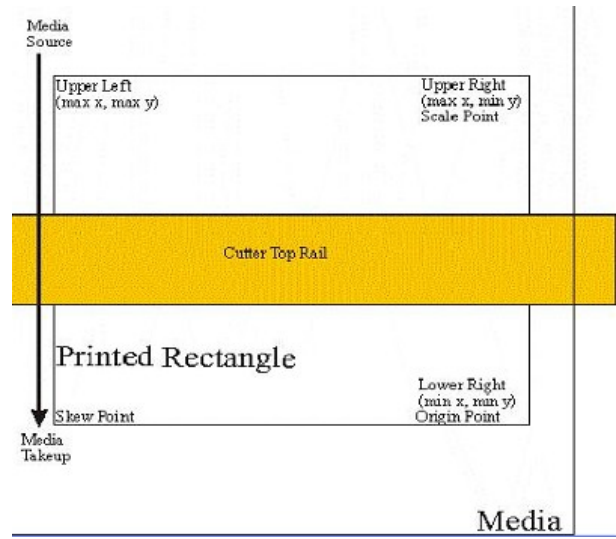 Media
Source
Upper Left
(max x, max y)
Upper Right
(max x, min y)
Scale Point
Cutter Top Rail
Printed Rectangle
Lower Right
(min x, min y)
Origin Point
Skew Point
Media
Takeup
Media